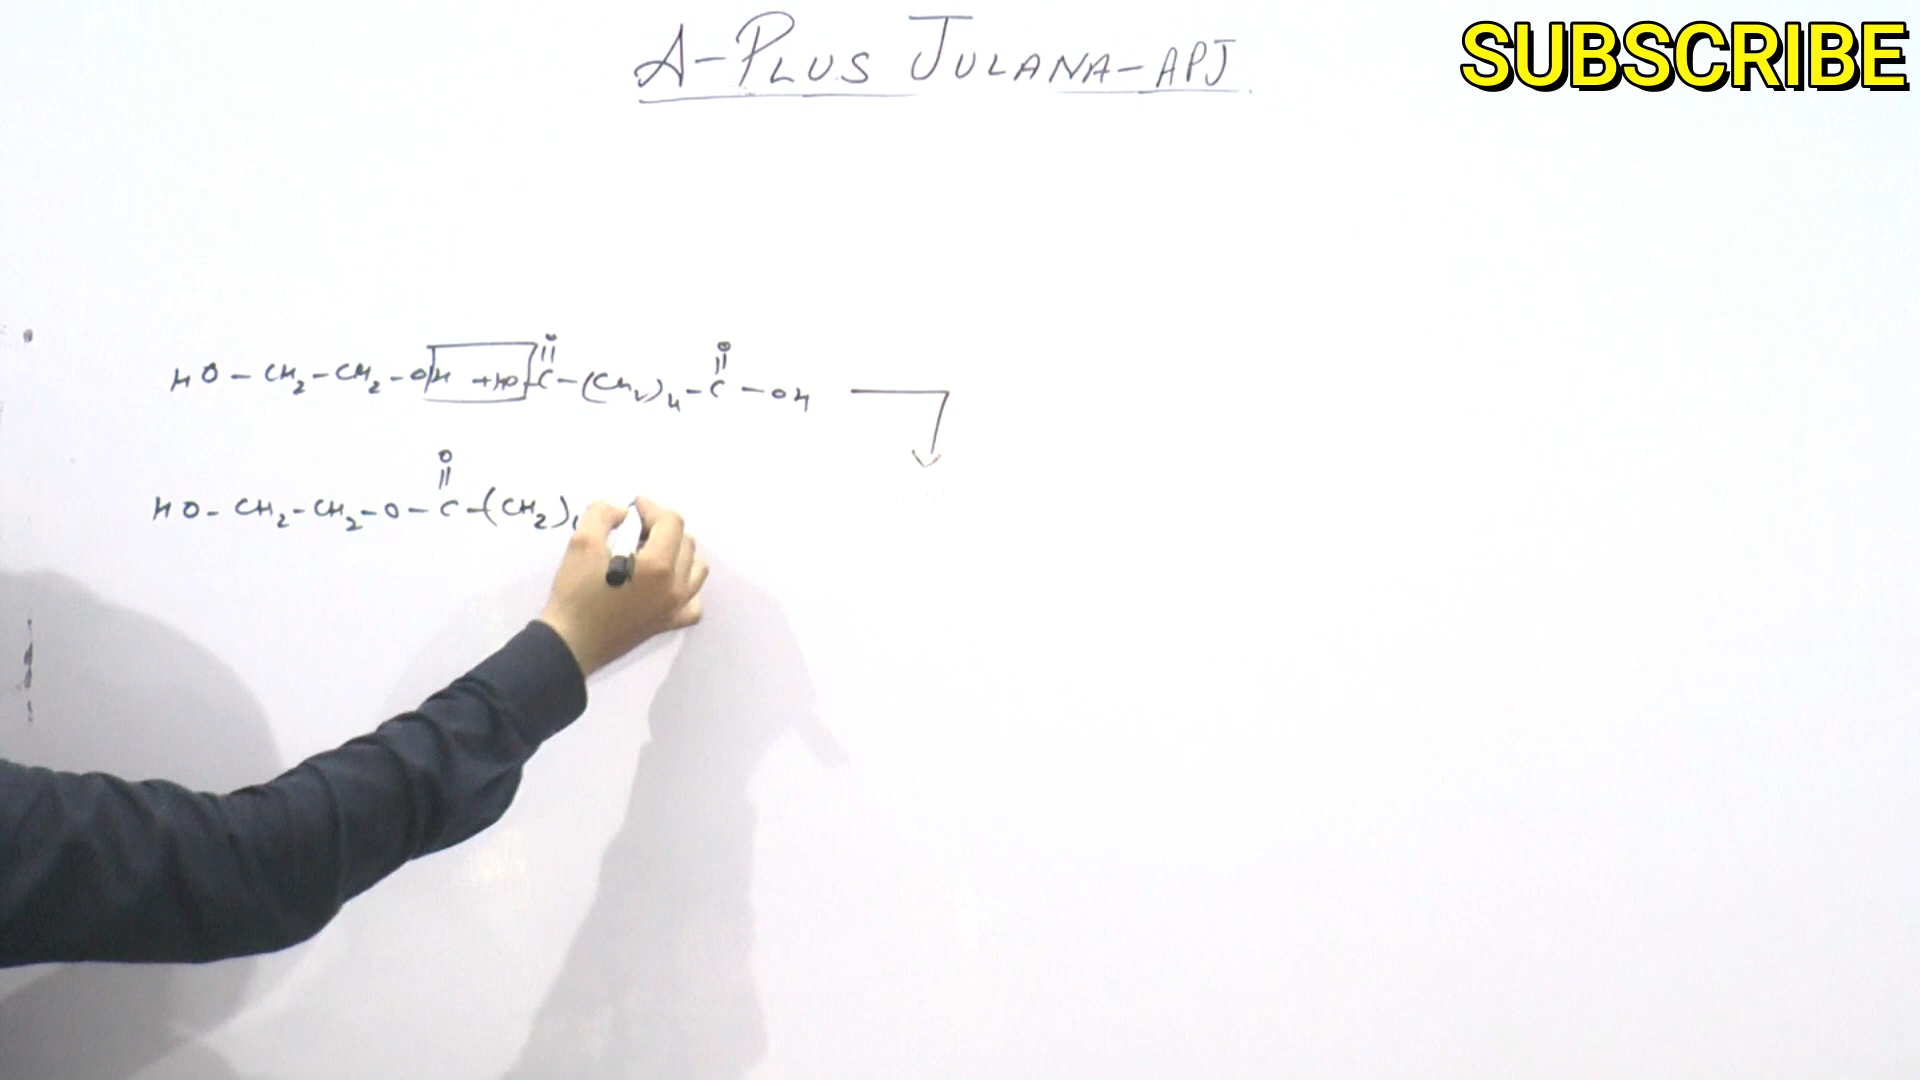 A-PLUS JULANA-APJ
SUBSCRIBE
O O
|| ||
HO-CH2-CH2-OH +HO-C-(CH2)4-C-OH
O
||
HO-CH2-CH2-O-C-(CH2)